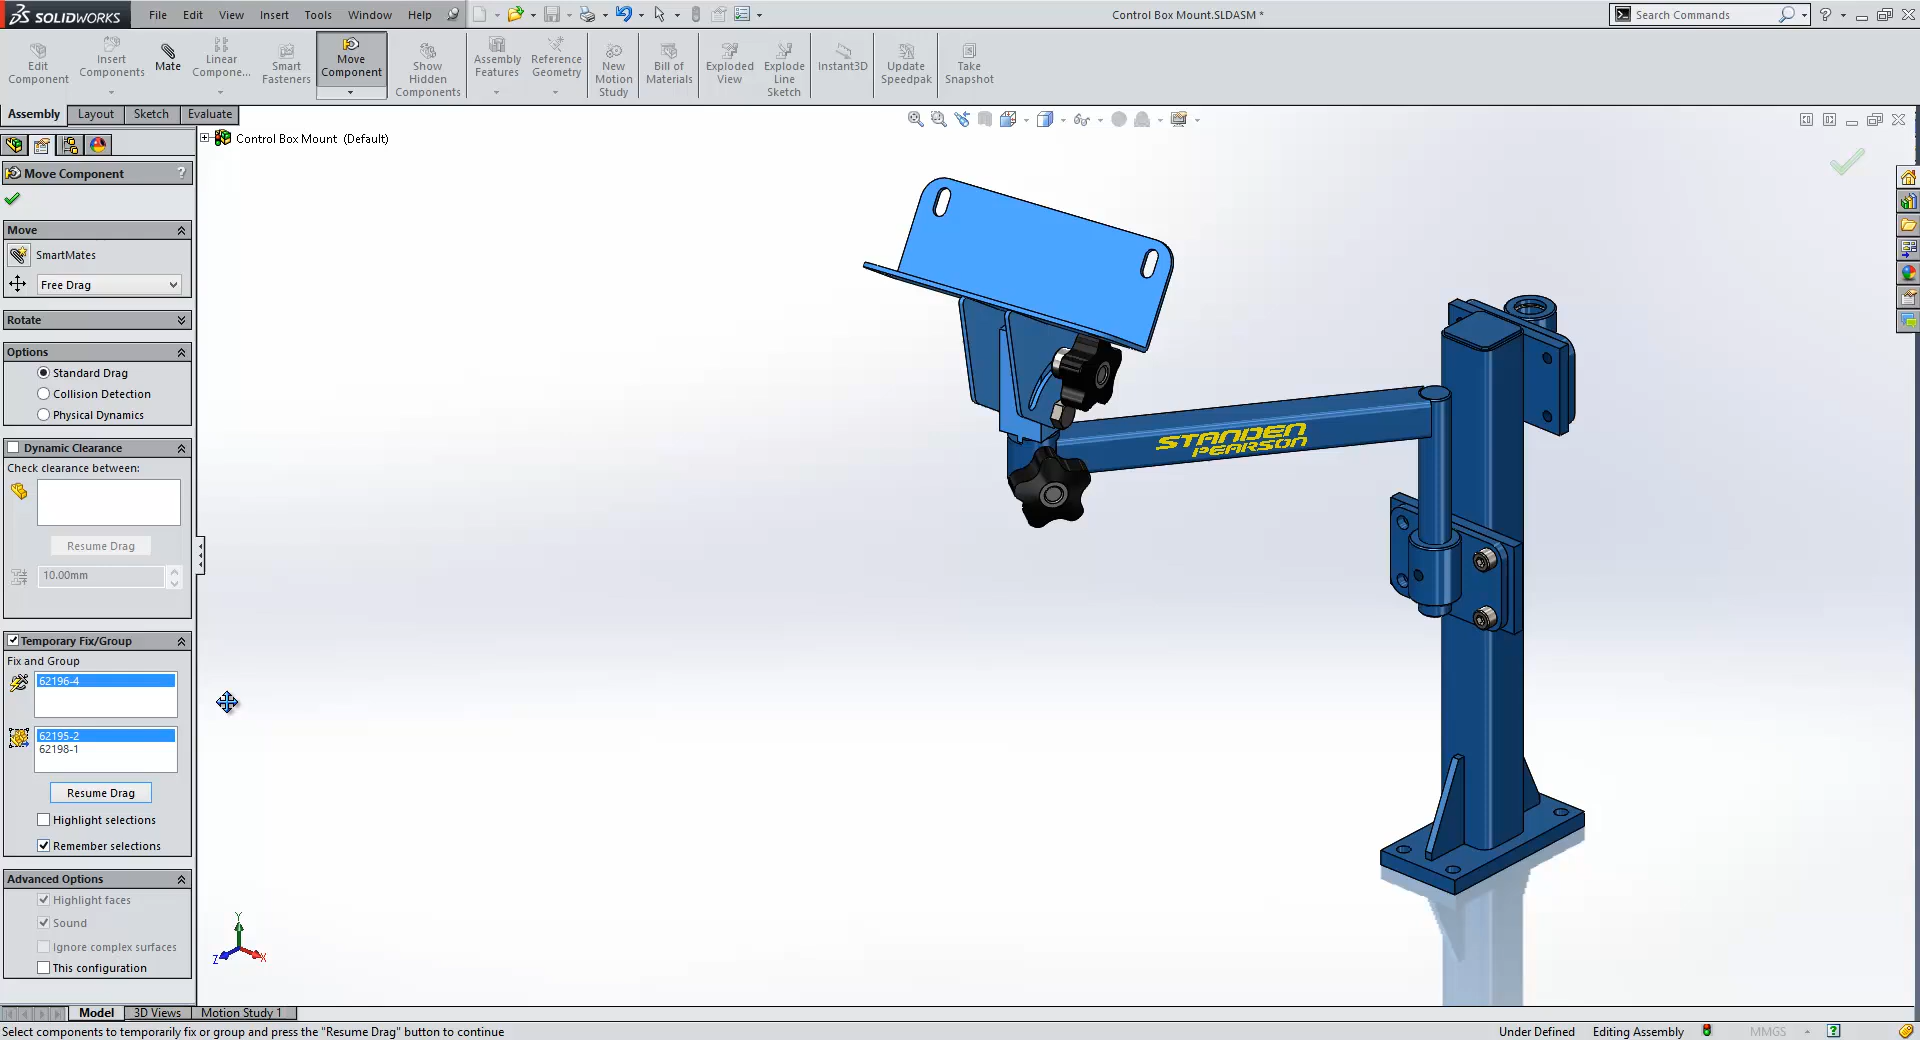 SOLIDWORKS File Edit View Insert Tools Window Help Control Box Mount.SLDASM * Search Commands
Edit Component
Insert Components
Mate
Linear Compone...
Smart Fasteners
Move Component
Show Hidden Components
Assembly Features
Reference Geometry
New Motion Study
Bill of Materials
Exploded View
Explode Line Sketch
Instant3D
Update Speedpak
Take Snapshot
Assembly Layout Sketch Evaluate
Control Box Mount (Default)
Move Component ?
Move
SmartMates
Free Drag
Rotate
Options
Standard Drag
Collision Detection
Physical Dynamics
Dynamic Clearance
Check clearance between:
Resume Drag
10.00mm
Temporary Fix/Group
Fix and Group
62196-4
62195-2
62198-1
Resume Drag
Highlight selections
Remember selections
Advanced Options
Highlight faces
Sound
Ignore complex surfaces
This configuration
STANDEN
PEARSON
Y
Z X
Model 3D Views Motion Study 1
Select components to temporarily fix or group and press the "Resume Drag" button to continue Under Defined Editing Assembly MMGS